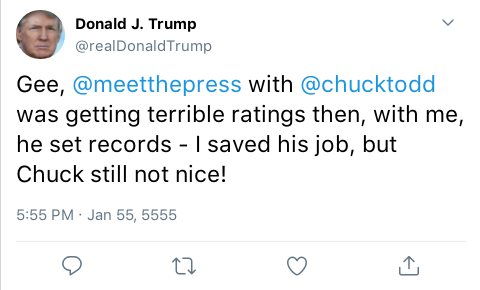 Donald J. Trump
@realDonaldTrump
Gee, @meetthepress with @chucktodd
was getting terrible ratings then, with me,
he set records - I saved his job, but
Chuck still not nice!
5:55 PM · Jan 55, 5555